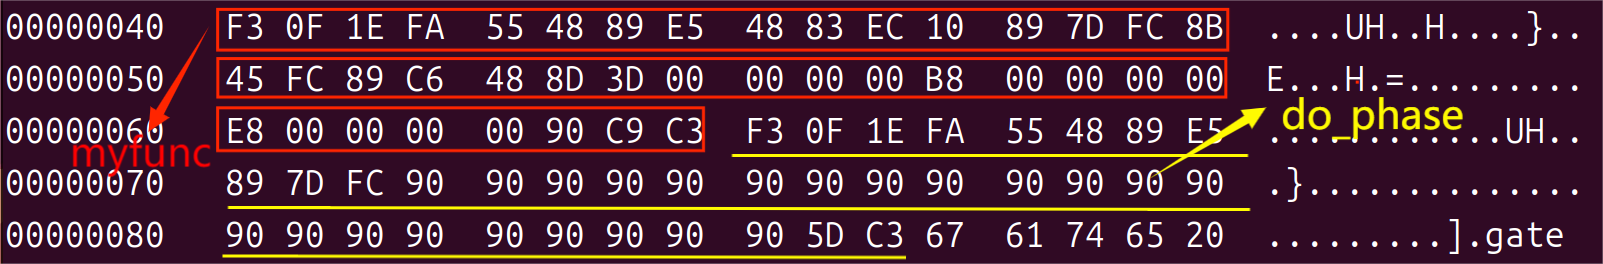 00000040 F3 0F 1E FA 55 48 89 E5 48 83 EC 10 89 7D FC 8B ....UH..H....}..
00000050 45 FC 89 C6 48 8D 3D 00 00 00 00 B8 00 00 00 00 E...H.=.........
00000060 E8 00 00 00 00 90 C9 C3 F3 0F 1E FA 55 48 89 E5 ............UH..
myfunc
do_phase
00000070 89 7D FC 90 90 90 90 90 90 90 90 90 90 90 90 90 .}..............
00000080 90 90 90 90 90 90 90 90 90 5D C3 67 61 74 65 20 .........].gate